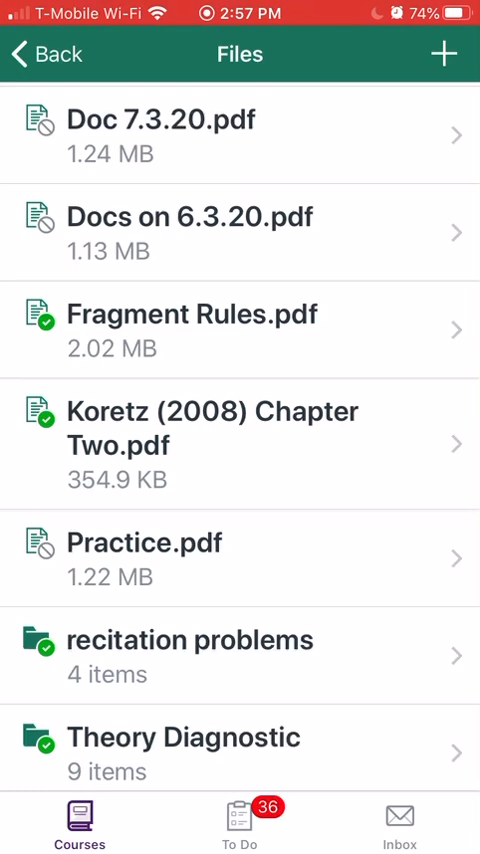 T-Mobile Wi-Fi 2:57 PM 74%
Back Files
Doc 7.3.20.pdf
1.24 MB
Docs on 6.3.20.pdf
1.13 MB
Fragment Rules.pdf
2.02 MB
Koretz (2008) Chapter
Two.pdf
354.9 KB
Practice.pdf
1.22 MB
recitation problems
4 items
Theory Diagnostic
9 items
36
Courses To Do Inbox